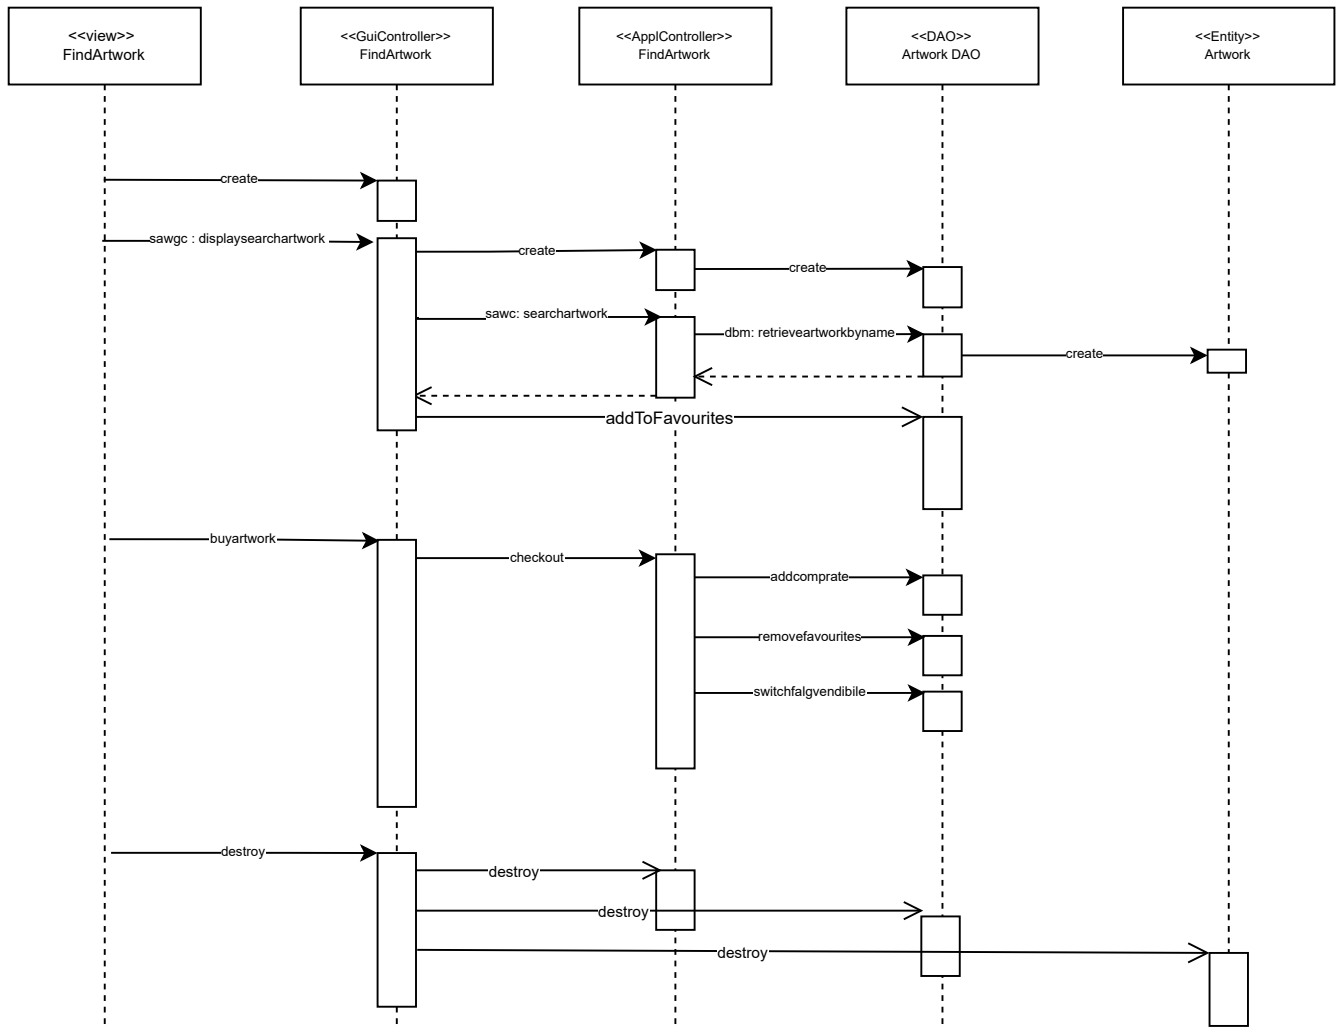 <<view>>
FindArtwork
<<GuiController>>
FindArtwork
<<ApplController>>
FindArtwork
<<DAO>>
Artwork DAO
<<Entity>>
Artwork
create
sawgc : displaysearchartwork
create
create
sawc: searchartwork
dbm: retrieveartworkbyname
create
addToFavourites
buyartwork
checkout
addcomprate
removefavourites
switchfalgvendibile
destroy
destroy
destroy
destroy